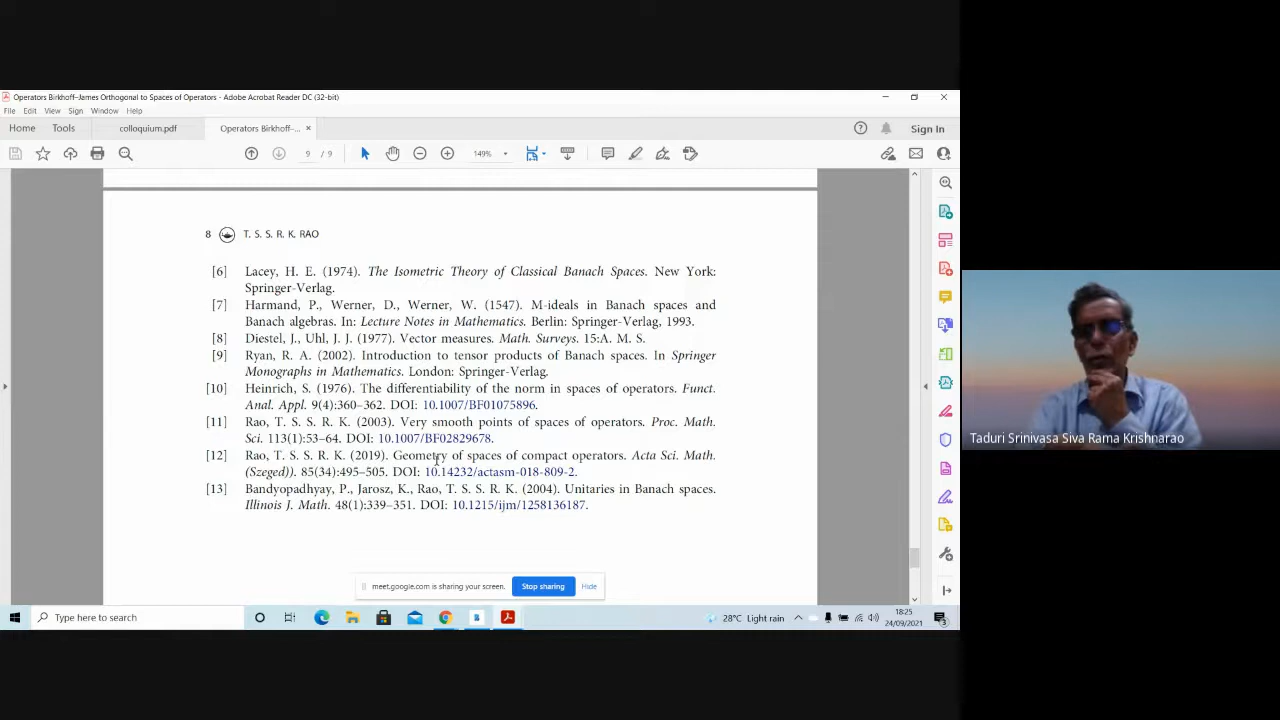 Operators Birkhoff–James Orthogonal to Spaces of Operators - Adobe Acrobat Reader DC (32-bit)
File Edit View Sign Window Help
Home Tools colloquium.pdf Operators Birkhoff–... × Sign In
9 / 9 149%
8 T. S. S. R. K. RAO
[6] Lacey, H. E. (1974). The Isometric Theory of Classical Banach Spaces. New York:
Springer-Verlag.
[7] Harmand, P., Werner, D., Werner, W. (1547). M-ideals in Banach spaces and
Banach algebras. In: Lecture Notes in Mathematics. Berlin: Springer-Verlag, 1993.
[8] Diestel, J., Uhl, J. J. (1977). Vector measures. Math. Surveys. 15:A. M. S.
[9] Ryan, R. A. (2002). Introduction to tensor products of Banach spaces. In Springer
Monographs in Mathematics. London: Springer-Verlag.
[10] Heinrich, S. (1976). The differentiability of the norm in spaces of operators. Funct.
Anal. Appl. 9(4):360–362. DOI: 10.1007/BF01075896.
[11] Rao, T. S. S. R. K. (2003). Very smooth points of spaces of operators. Proc. Math.
Sci. 113(1):53–64. DOI: 10.1007/BF02829678.
[12] Rao, T. S. S. R. K. (2019). Geometry of spaces of compact operators. Acta Sci. Math.
(Szeged)). 85(34):495–505. DOI: 10.14232/actasm-018-809-2.
[13] Bandyopadhyay, P., Jarosz, K., Rao, T. S. S. R. K. (2004). Unitaries in Banach spaces.
Illinois J. Math. 48(1):339–351. DOI: 10.1215/ijm/1258136187.
Taduri Srinivasa Siva Rama Krishnarao
meet.google.com is sharing your screen. Stop sharing Hide
Type here to search 28°C Light rain 18:25
24/09/2021 3